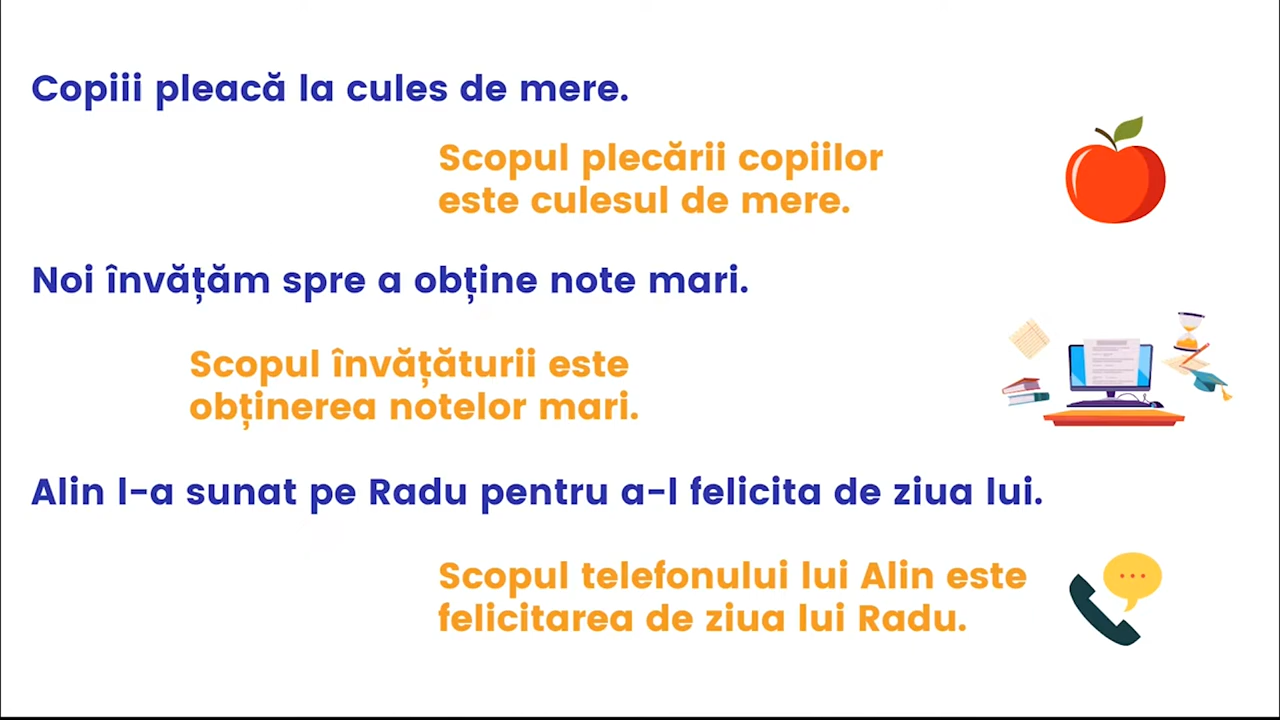 Copiii pleacă la cules de mere.
Scopul plecării copiilor
este culesul de mere.
Noi învățăm spre a obține note mari.
Scopul învățăturii este
obținerea notelor mari.
Alin l-a sunat pe Radu pentru a-l felicita de ziua lui.
Scopul telefonului lui Alin este
felicitarea de ziua lui Radu.